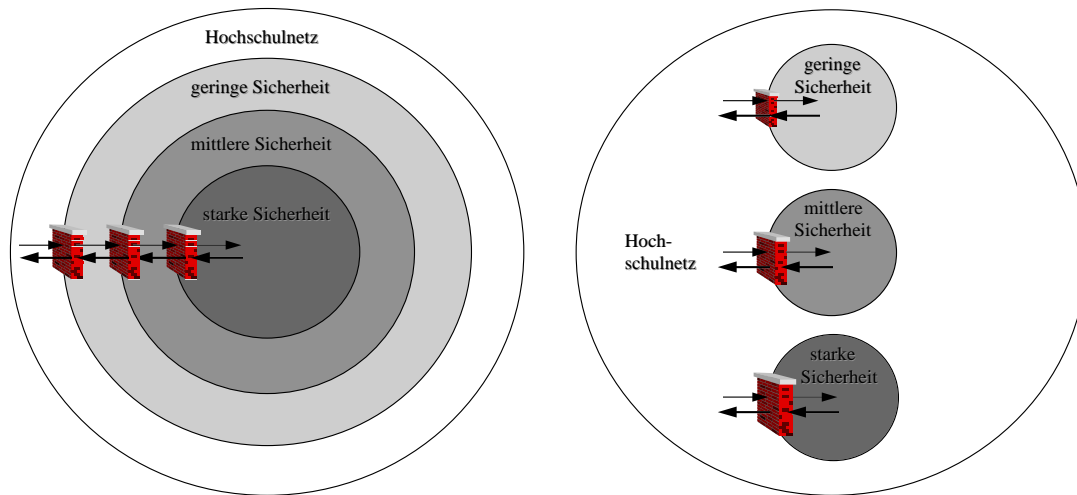 Hochschulnetz
geringe Sicherheit
mittlere Sicherheit
starke Sicherheit
geringe
Sicherheit
mittlere
Sicherheit
Hoch-
schulnetz
starke
Sicherheit